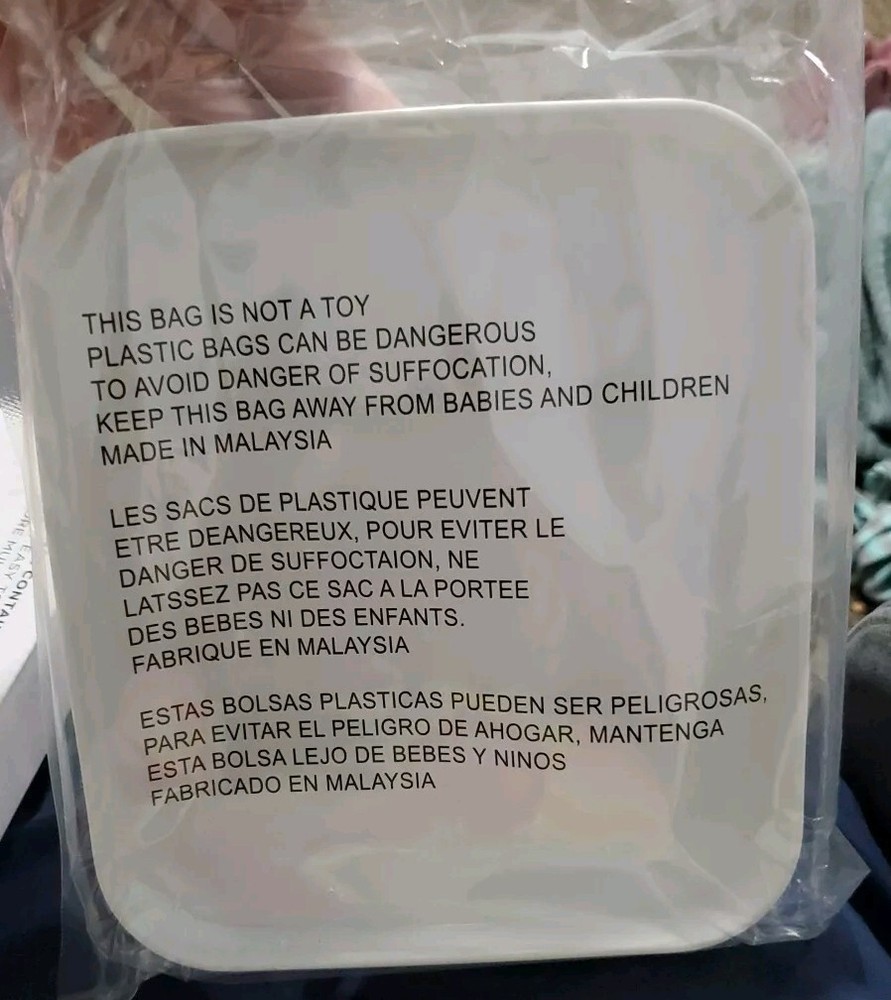 THIS BAG IS NOT A TOY
PLASTIC BAGS CAN BE DANGEROUS
TO AVOID DANGER OF SUFFOCATION,
KEEP THIS BAG AWAY FROM BABIES AND CHILDREN
MADE IN MALAYSIA
LES SACS DE PLASTIQUE PEUVENT
ETRE DEANGEREUX, POUR EVITER LE
DANGER DE SUFFOCTAION, NE
LATSSEZ PAS CE SAC A LA PORTEE
DES BEBES NI DES ENFANTS.
FABRIQUE EN MALAYSIA
ESTAS BOLSAS PLASTICAS PUEDEN SER PELIGROSAS,
PARA EVITAR EL PELIGRO DE AHOGAR, MANTENGA
ESTA BOLSA LEJO DE BEBES Y NINOS
FABRICADO EN MALAYSIA